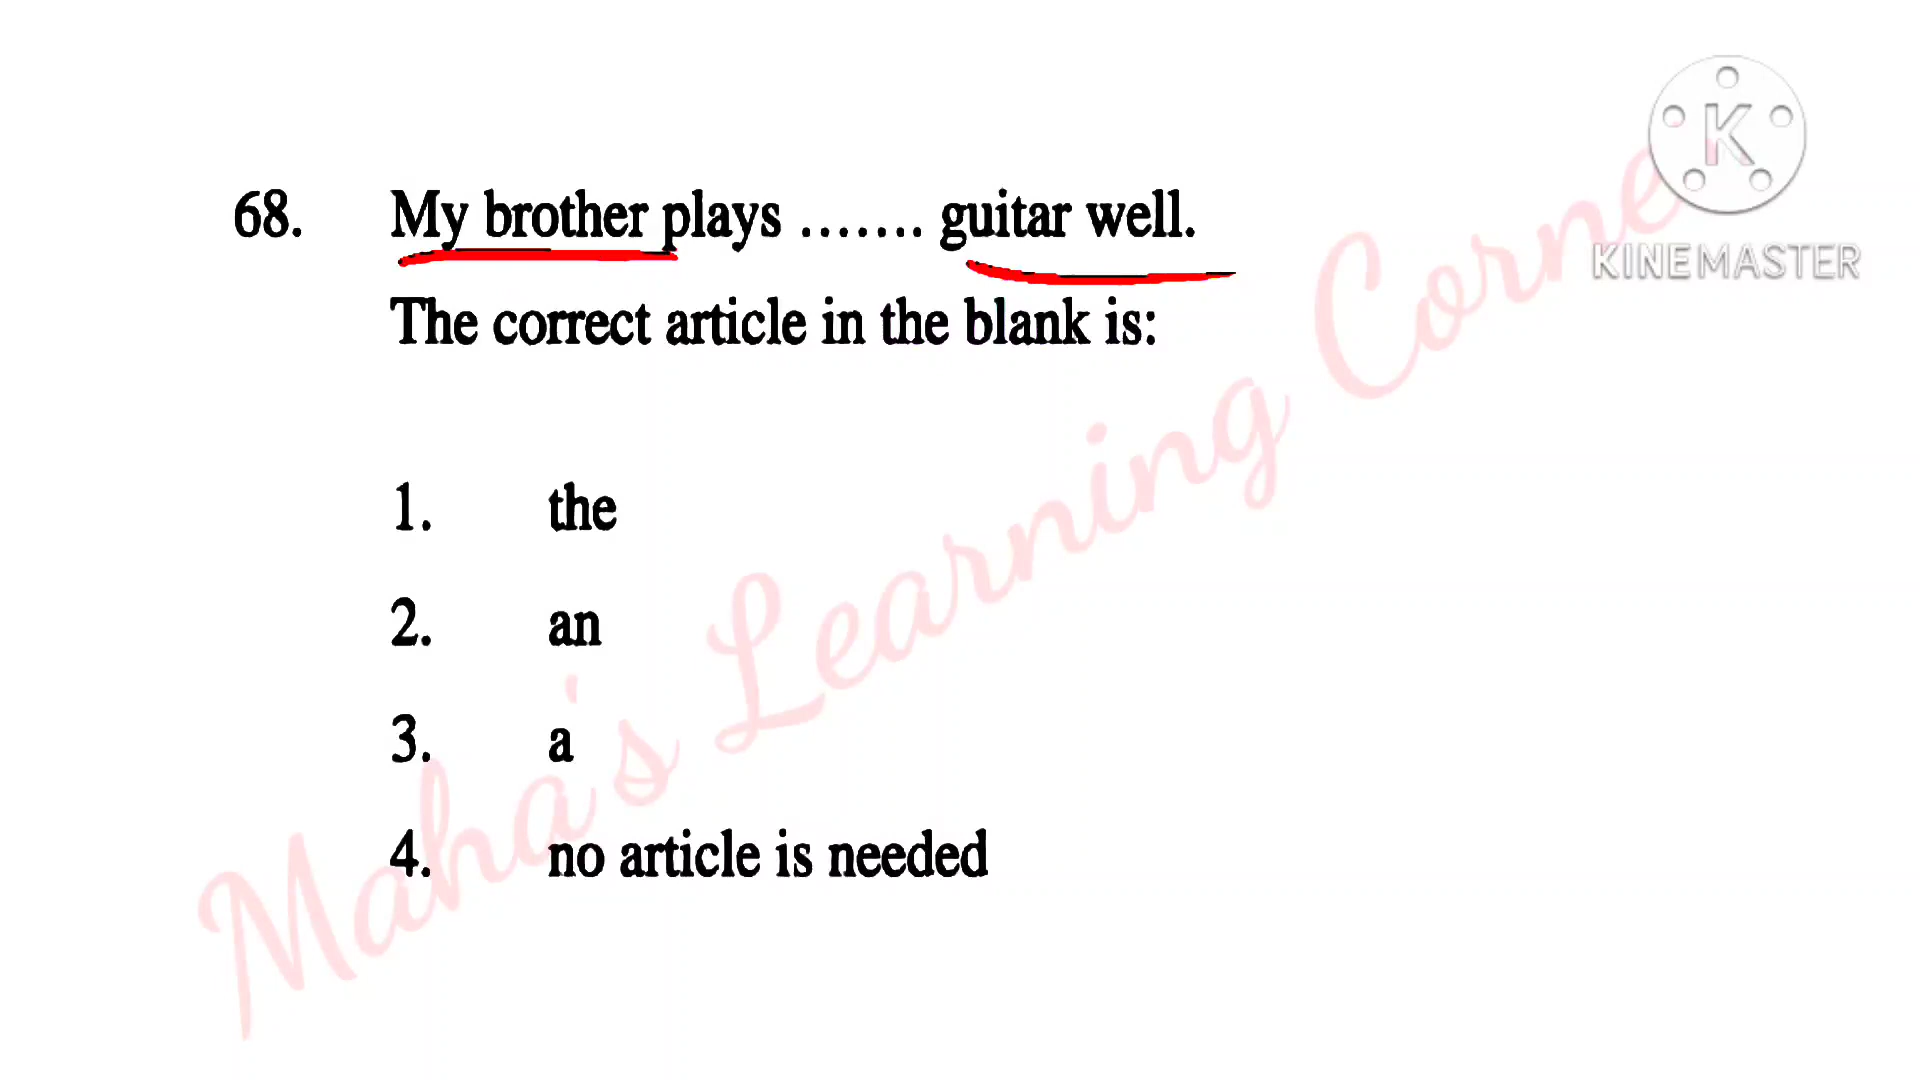 68. My brother plays ....... guitar well.
The correct article in the blank is:
1. the
2. an
3. a
4. no article is needed
Maha's Learning Corner
K
KINEMASTER